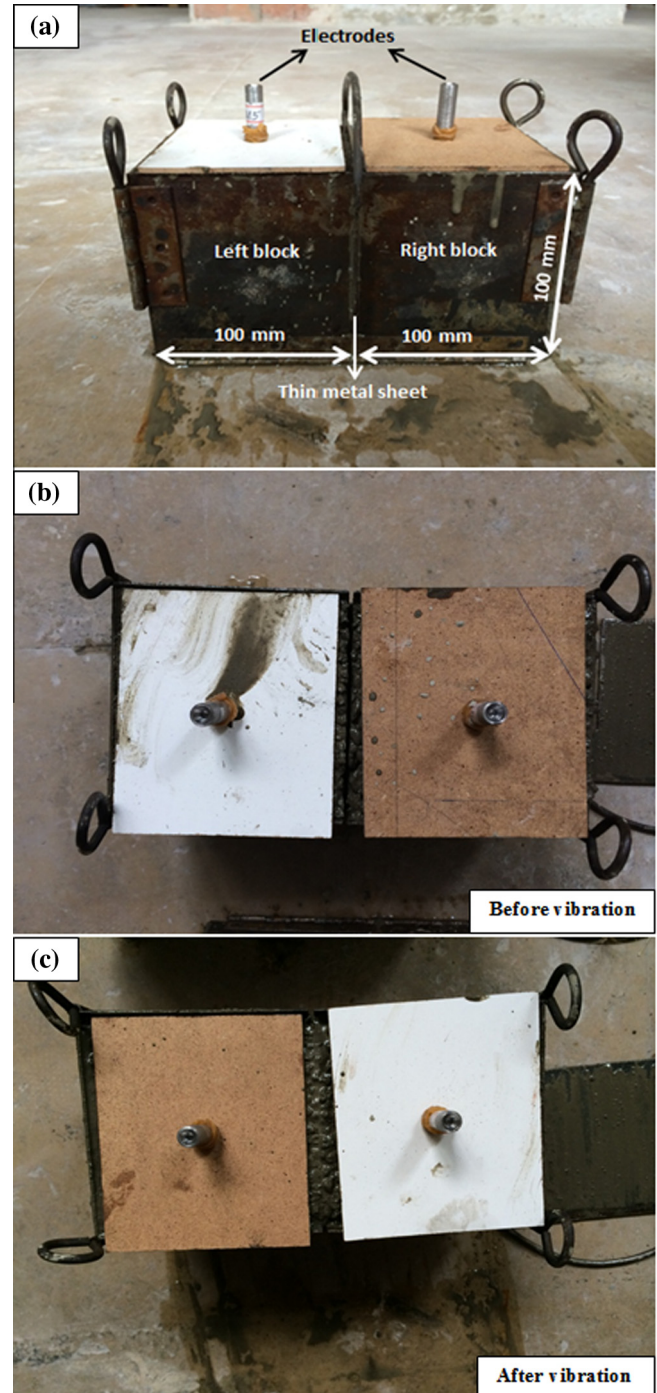 (a)
Electrodes
Left block
Right block
100 mm
100 mm
100 mm
Thin metal sheet
(b)
Before vibration
(c)
After vibration